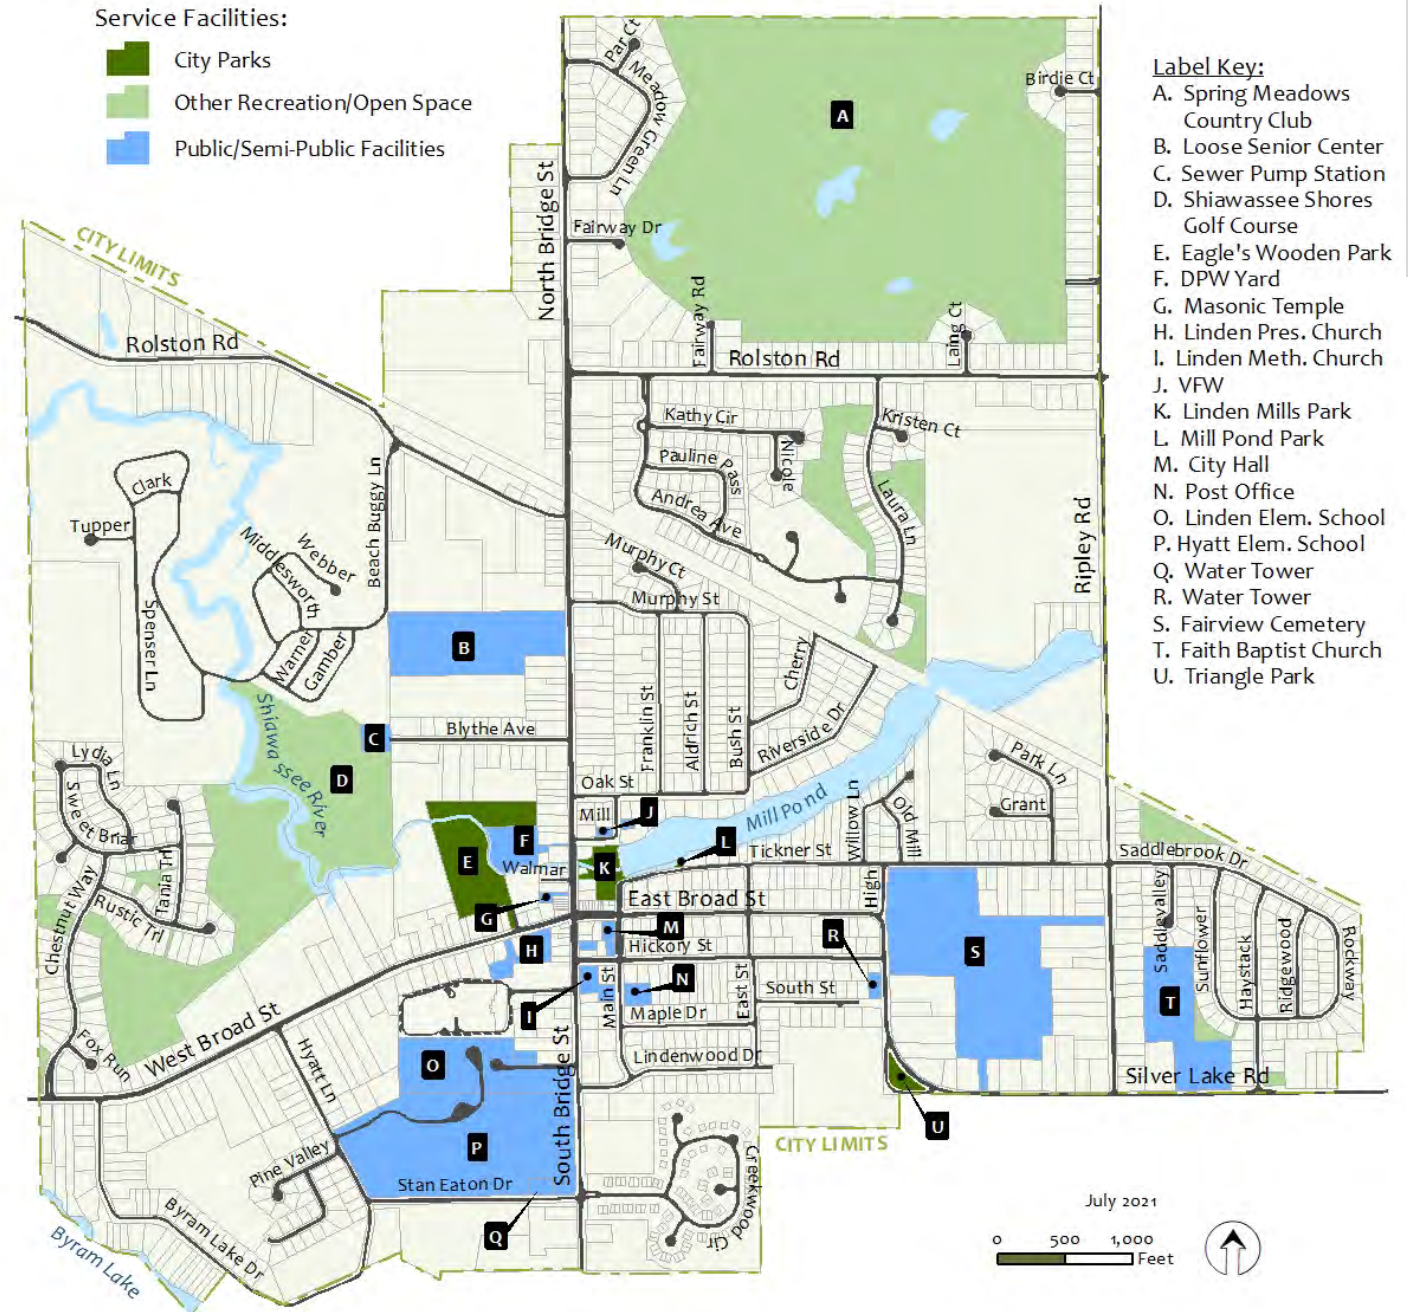 Service Facilities:
City Parks
Other Recreation/Open Space
Public/Semi-Public Facilities
Label Key:
A. Spring Meadows
Country Club
B. Loose Senior Center
C. Sewer Pump Station
D. Shiawassee Shores
Golf Course
E. Eagle's Wooden Park
F. DPW Yard
G. Masonic Temple
H. Linden Pres. Church
I. Linden Meth. Church
J. VFW
K. Linden Mills Park
L. Mill Pond Park
M. City Hall
N. Post Office
O. Linden Elem. School
P. Hyatt Elem. School
Q. Water Tower
R. Water Tower
S. Fairview Cemetery
T. Faith Baptist Church
U. Triangle Park
Par Ct
Meadow Green Ln
Birdie Ct
A
North Bridge St
Fairway Dr
CITY LIMITS
Fairway Rd
Laing Ct
Rolston Rd
Rolston Rd
Kathy Cir
Kristen Ct
Pauline Pass
Nicole
Andrea Ave
Laura Ln
Clark
Tupper
Beach Buggy Ln
Webber
Middlesworth
Murphy Ct
Murphy St
Ripley Rd
Spenser Ln
Warner
Gamber
B
Cherry
Franklin St
Aldrich St
Bush St
Riverside Dr
Shiawassee River
C
Blythe Ave
D
Oak St
Lydia Ln
Sweet Briar
Mill
J
Mill Pond
Willow Ln
Old Mill
Park Ln
Grant
F
E
Walmar
K
L
Tickner St
Saddlebrook Dr
Chestnut Way
Tania Trl
Rustic Trl
G
East Broad St
High
Saddlevalley
Sunflower
Haystack
Ridgewood
Rockway
H
M
Hickory St
R
S
I
Main St
N
East St
South St
Maple Dr
T
West Broad St
Fox Run
Hyatt Ln
O
Lindenwood Dr
Silver Lake Rd
South Bridge St
U
P
CITY LIMITS
Pine Valley
Stan Eaton Dr
Creekwood Cir
Byram Lake Dr
Q
Byram Lake
July 2021
0 500 1,000
Feet